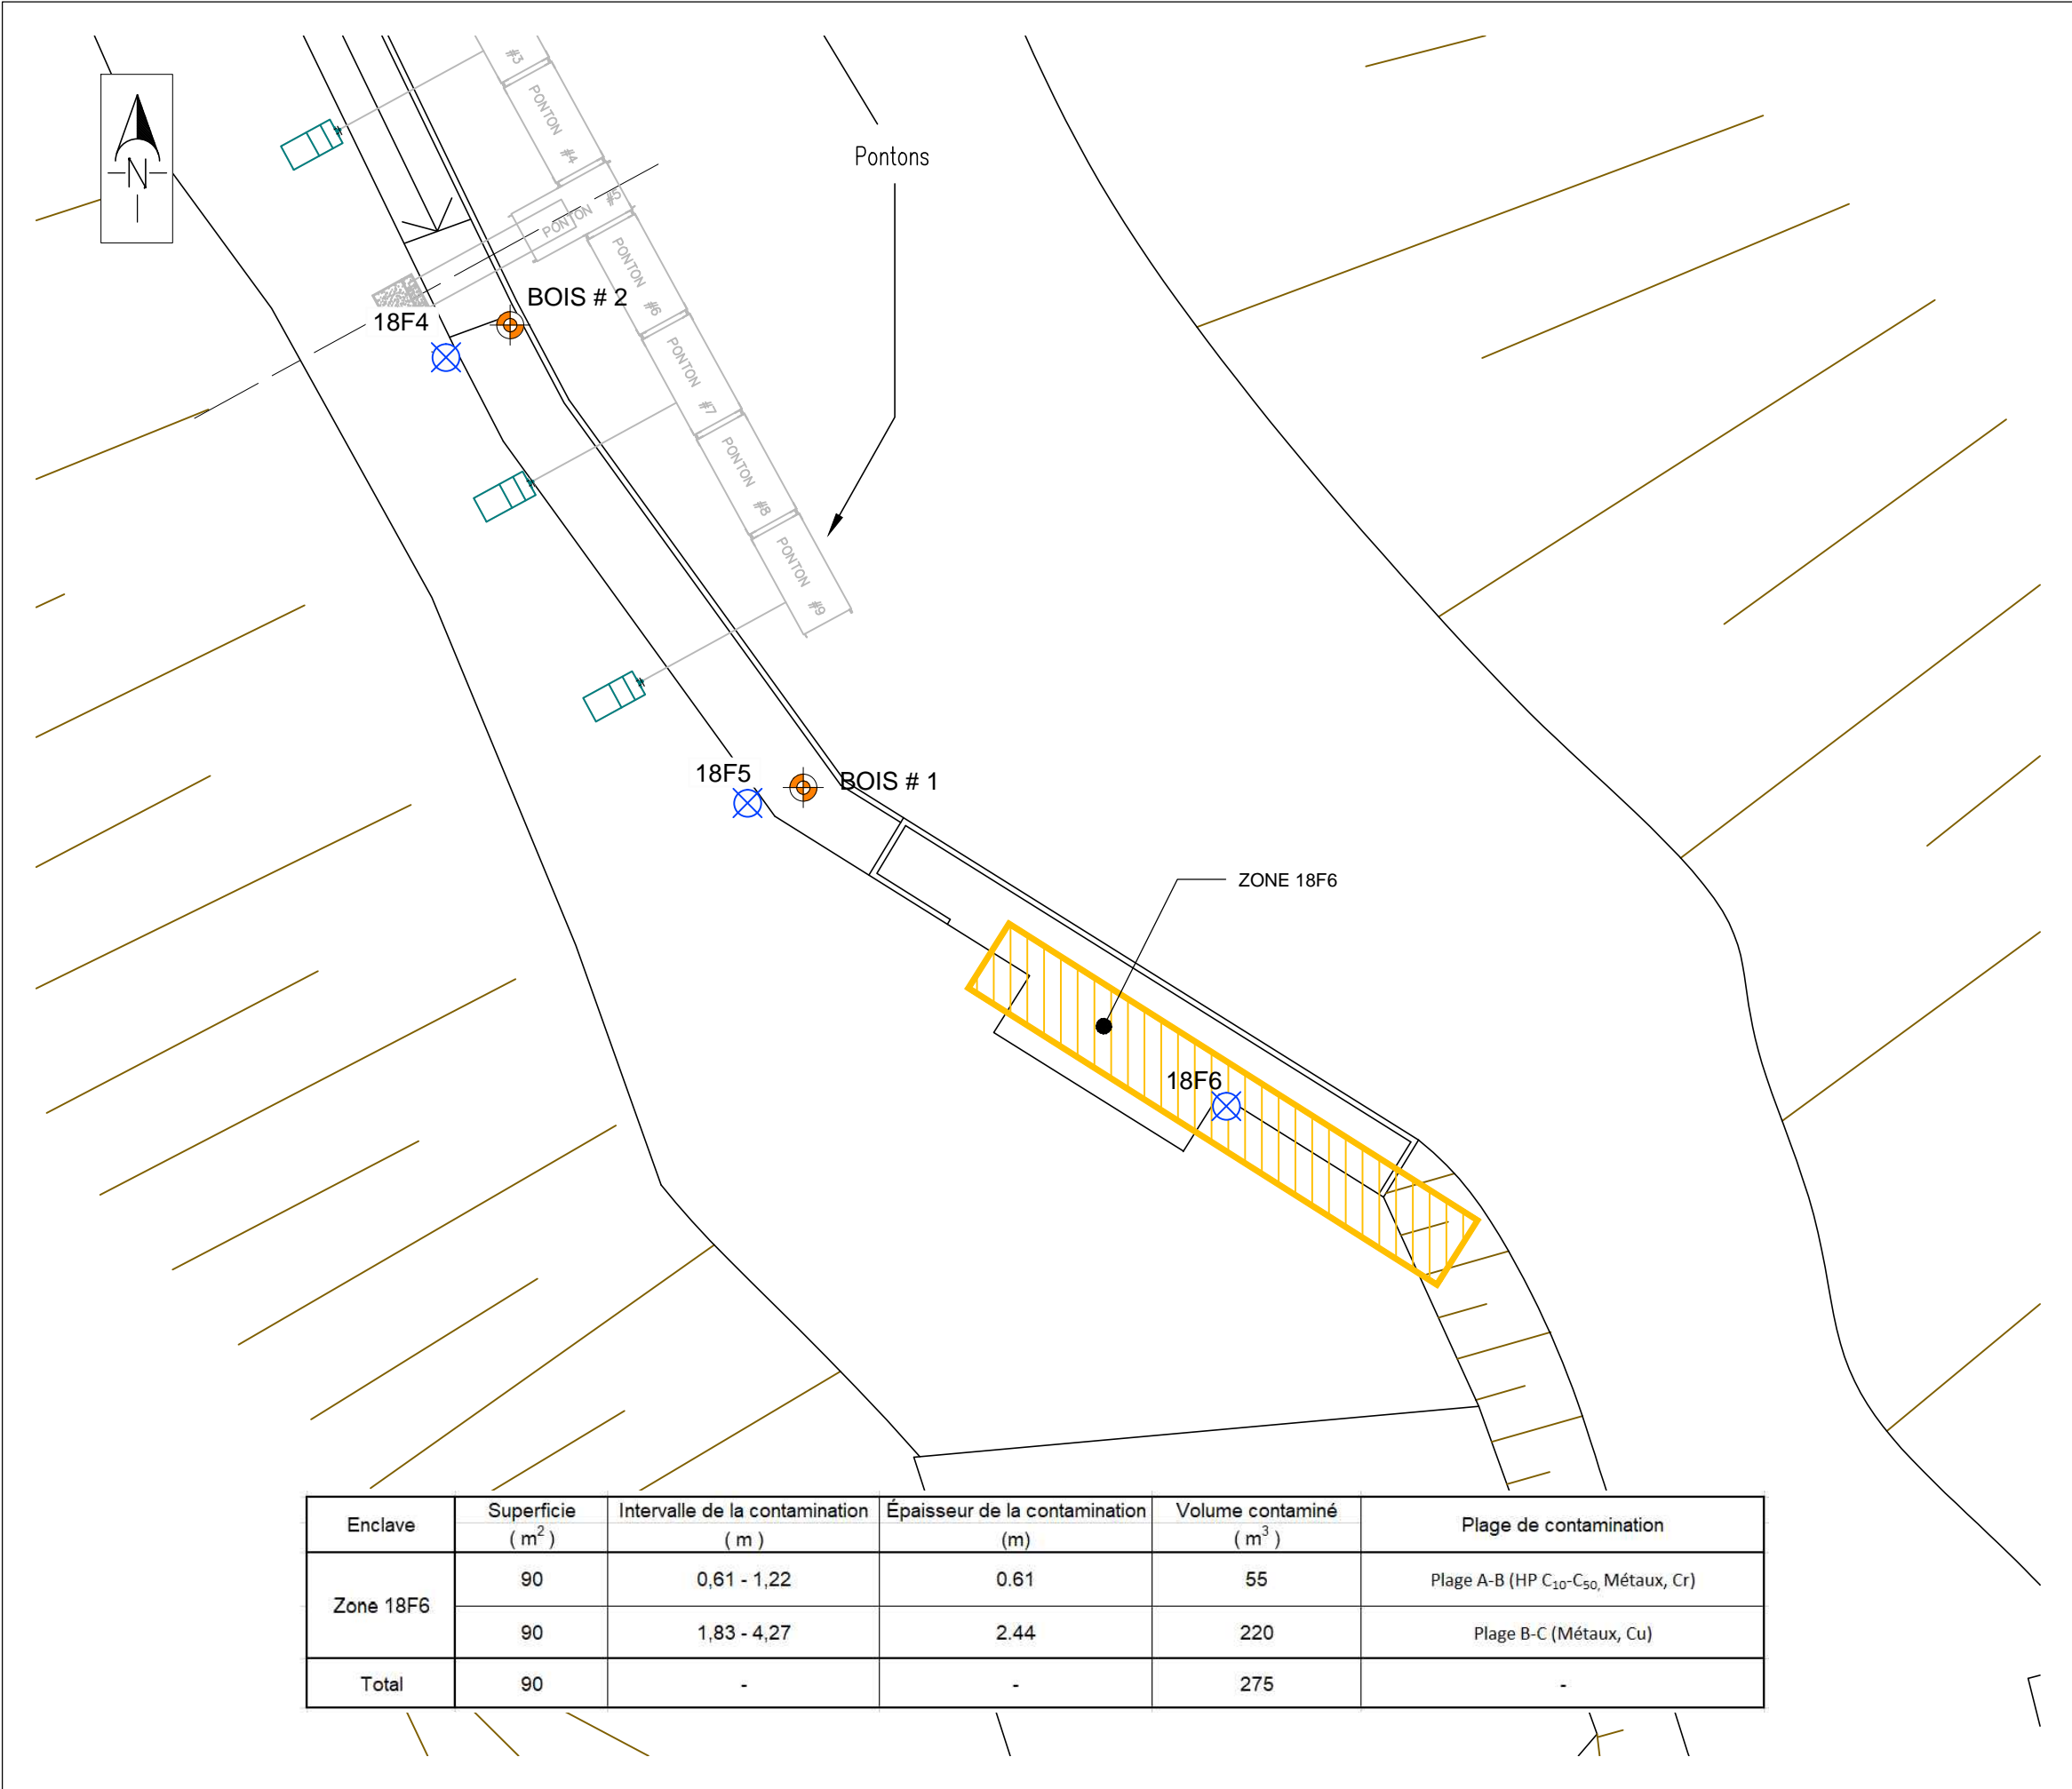 #3
PONTON #4
N
Pontons
PONTON #5
PONTON #6
BOIS # 2
18F4
PONTON #7
PONTON #8
PONTON #9
18F5
BOIS # 1
ZONE 18F6
18F6
Enclave Superficie (m²) Intervalle de la contamination (m) Épaisseur de la contamination (m) Volume contaminé (m³) Plage de contamination
Zone 18F6 90 0,61 - 1,22 0.61 55 Plage A-B (HP C₁₀-C₅₀, Métaux, Cr)
90 1,83 - 4,27 2.44 220 Plage B-C (Métaux, Cu)
Total 90 - - 275 -